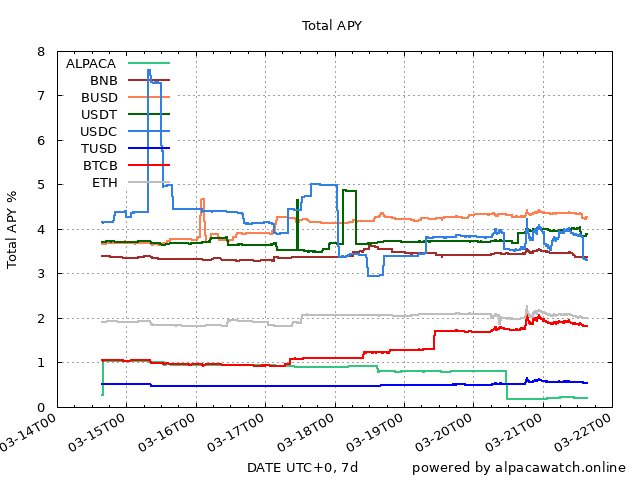 Total APY
8
7
6
5
4
3
2
1
0
Total APY %
ALPACA
BNB
BUSD
USDT
USDC
TUSD
BTCB
ETH
03-14T00
03-15T00
03-16T00
03-17T00
03-18T00
03-19T00
03-20T00
03-21T00
03-22T00
DATE UTC+0, 7d
powered by alpacawatch.online